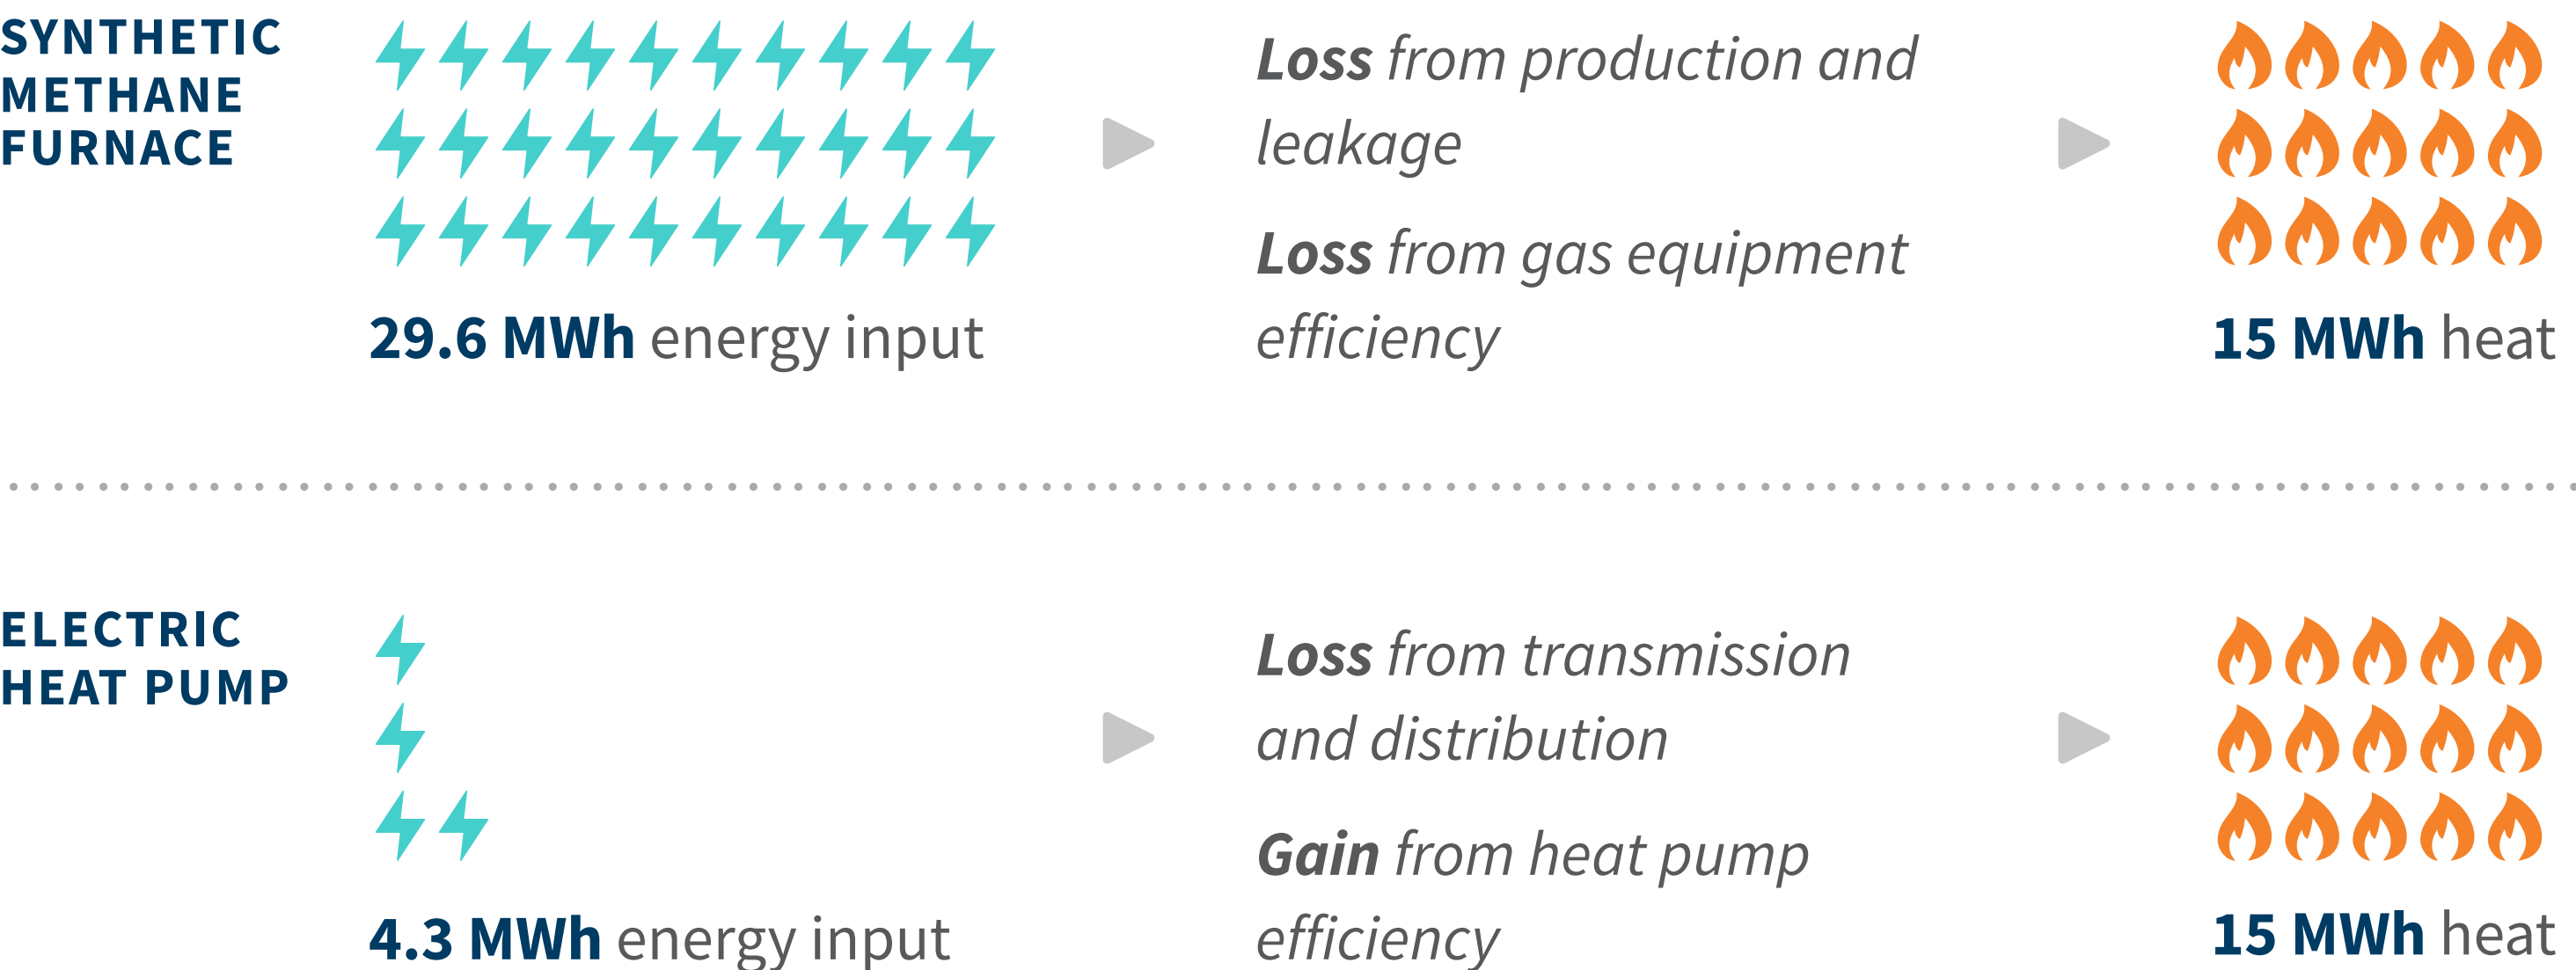 SYNTHETIC
METHANE
FURNACE
29.6 MWh energy input
Loss from production and
leakage
Loss from gas equipment
efficiency
15 MWh heat
ELECTRIC
HEAT PUMP
4.3 MWh energy input
Loss from transmission
and distribution
Gain from heat pump
efficiency
15 MWh heat